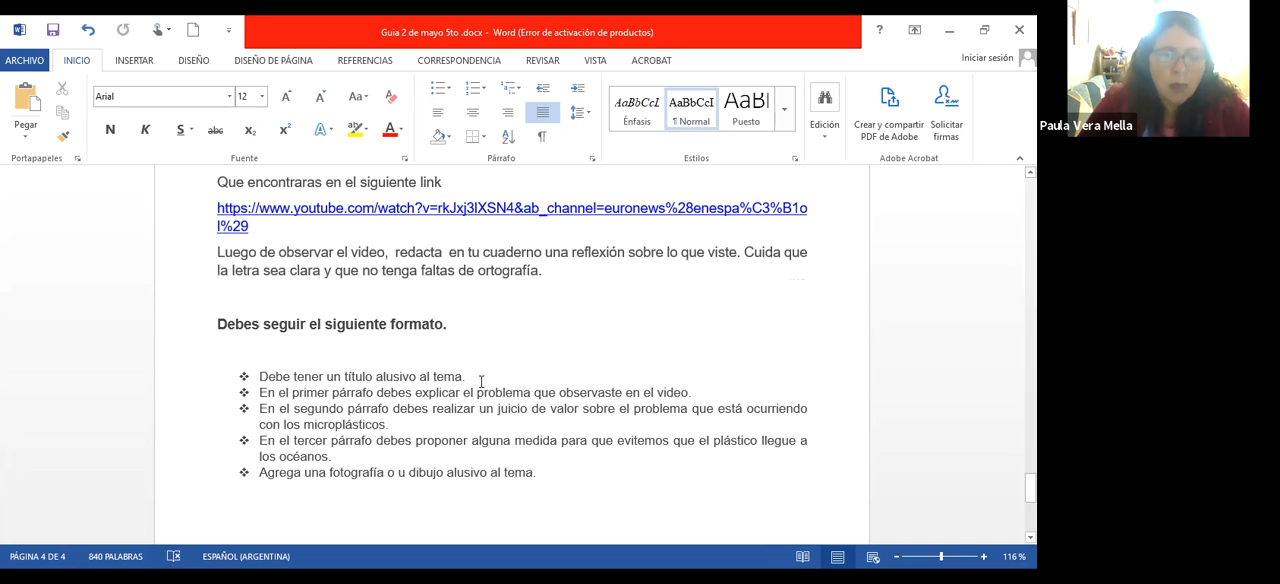 Guia 2 de mayo 5to .docx - Word (Error de activación de productos)
?
ARCHIVO INICIO INSERTAR DISEÑO DISEÑO DE PÁGINA REFERENCIAS CORRESPONDENCIA REVISAR VISTA ACROBAT Iniciar sesión
Pegar
Arial 12
Aa
N K S abc x₂ x² A A
AaBbCcI AaBbCcI AaBbI
Énfasis ¶ Normal Puesto
Edición
Crear y compartir PDF de Adobe
Solicitar firmas
Portapapeles Fuente Párrafo Estilos Adobe Acrobat
Paula Vera Mella
Que encontraras en el siguiente link
https://www.youtube.com/watch?v=rkJxj3lXSN4&ab_channel=euronews%28enespa%C3%B1o
l%29
Luego de observar el video, redacta en tu cuaderno una reflexión sobre lo que viste. Cuida que
la letra sea clara y que no tenga faltas de ortografía.
Debes seguir el siguiente formato.
❖ Debe tener un título alusivo al tema.
❖ En el primer párrafo debes explicar el problema que observaste en el video.
❖ En el segundo párrafo debes realizar un juicio de valor sobre el problema que está ocurriendo
con los microplásticos.
❖ En el tercer párrafo debes proponer alguna medida para que evitemos que el plástico llegue a
los océanos.
❖ Agrega una fotografía o u dibujo alusivo al tema.
PÁGINA 4 DE 4 840 PALABRAS ESPAÑOL (ARGENTINA) 116 %